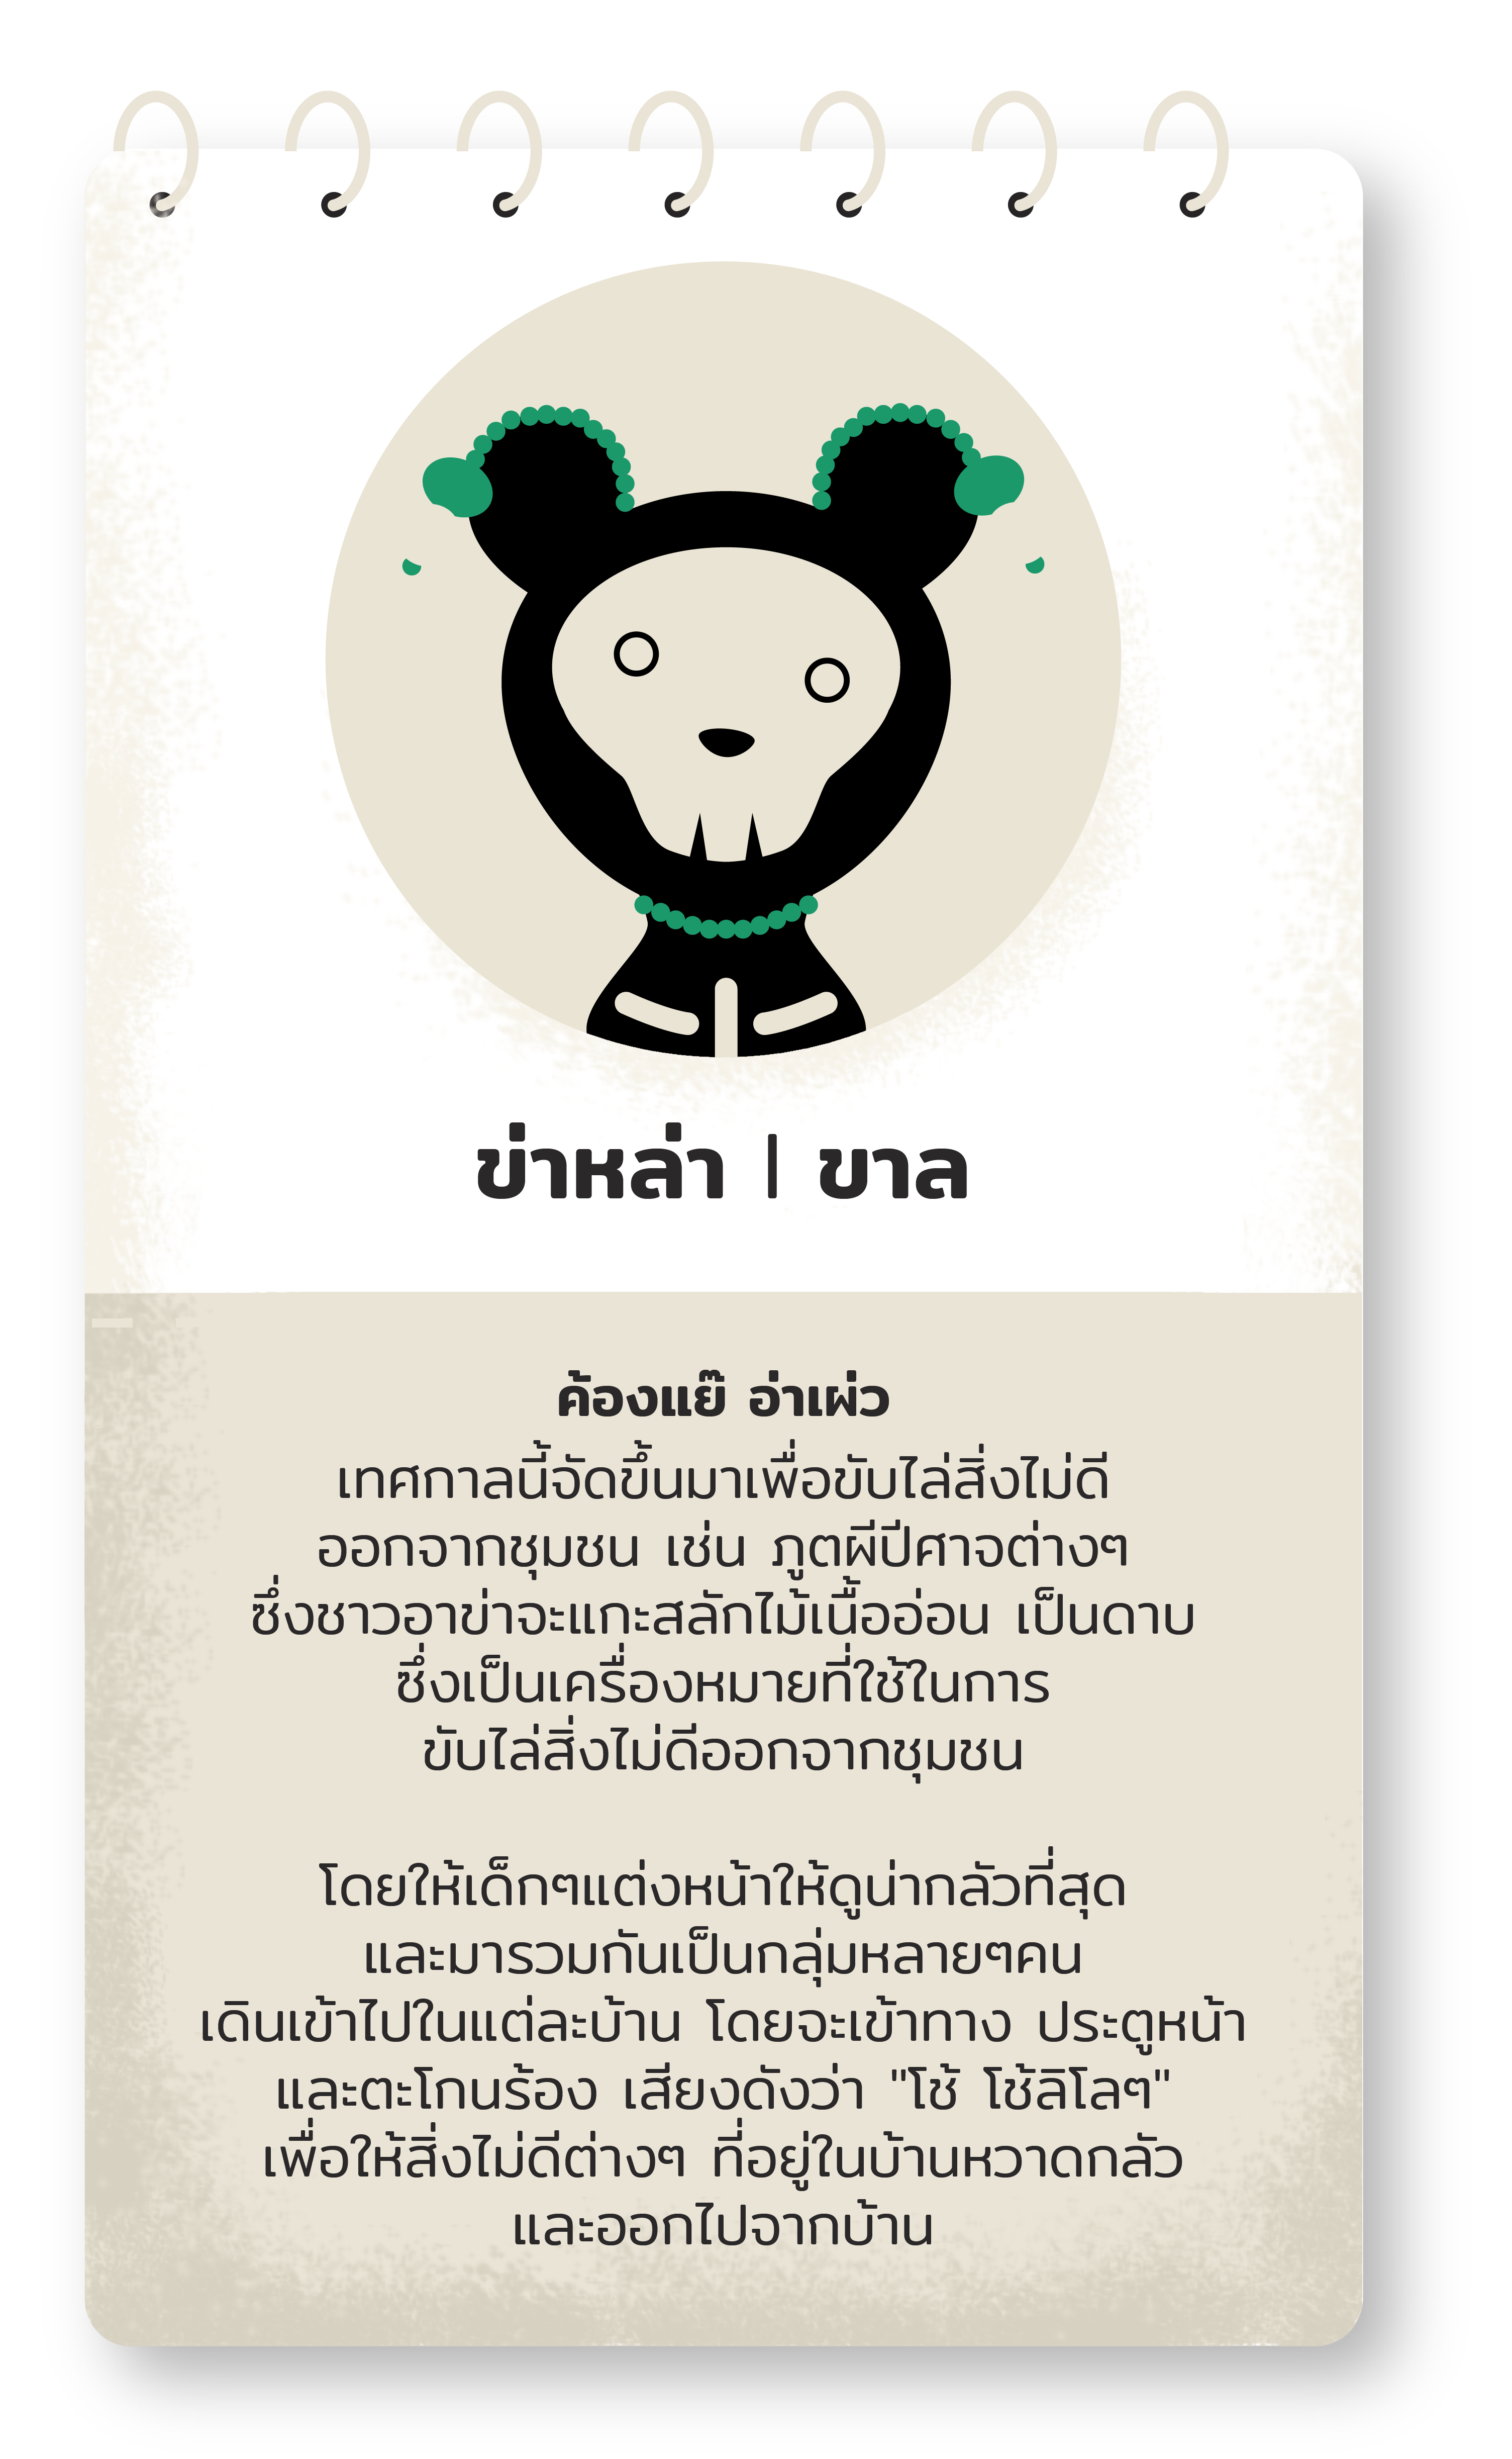 ข่าหล่า | ขาล
ค้องแย๊ อ่าเผ่ว
เทศกาลนี้จัดขึ้นมาเพื่อขับไล่สิ่งไม่ดี
ออกจากชุมชน เช่น ภูตผีปีศาจต่างๆ
ซึ่งชาวอาข่าจะแกะสลักไม้เนื้ออ่อน เป็นดาบ
ซึ่งเป็นเครื่องหมายที่ใช้ในการ
ขับไล่สิ่งไม่ดีออกจากชุมชน
โดยให้เด็กๆแต่งหน้าให้ดูน่ากลัวที่สุด
และมารวมกันเป็นกลุ่มหลายๆคน
เดินเข้าไปในแต่ละบ้าน โดยจะเข้าทาง ประตูหน้า
และตะโกนร้อง เสียงดังว่า "โช้ โช้ลิโลๆ"
เพื่อให้สิ่งไม่ดีต่างๆ ที่อยู่ในบ้านหวาดกลัว
และออกไปจากบ้าน